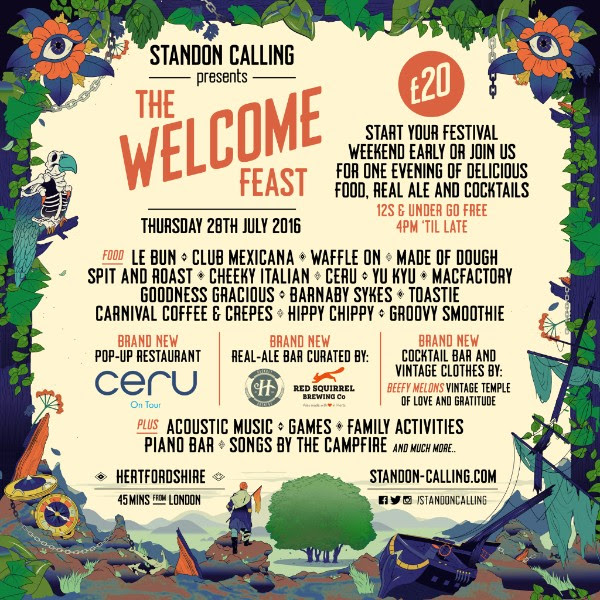 STANDON CALLING
presents
THE
WELCOME
FEAST
THURSDAY 28TH JULY 2016
£20
START YOUR FESTIVAL
WEEKEND EARLY OR JOIN US
FOR ONE EVENING OF DELICIOUS
FOOD, REAL ALE AND COCKTAILS
12S & UNDER GO FREE
4PM 'TIL LATE
FOOD LE BUN CLUB MEXICANA WAFFLE ON MADE OF DOUGH
SPIT AND ROAST CHEEKY ITALIAN CERU YU KYU MACFACTORY
GOODNESS GRACIOUS BARNABY SYKES TOASTIE
CARNIVAL COFFEE & CREPES HIPPY CHIPPY GROOVY SMOOTHIE
BRAND NEW
POP-UP RESTAURANT
ceru
On Tour
BRAND NEW
REAL-ALE BAR CURATED BY:
H
RED SQUIRREL
BREWING Co
BRAND NEW
COCKTAIL BAR AND
VINTAGE CLOTHES BY:
BEEFY MELONS VINTAGE TEMPLE
OF LOVE AND GRATITUDE
PLUS ACOUSTIC MUSIC GAMES FAMILY ACTIVITIES
PIANO BAR SONGS BY THE CAMPFIRE AND MUCH MORE..
HERTFORDSHIRE
45 MINS FROM LONDON
STANDON-CALLING.COM
/STANDONCALLING